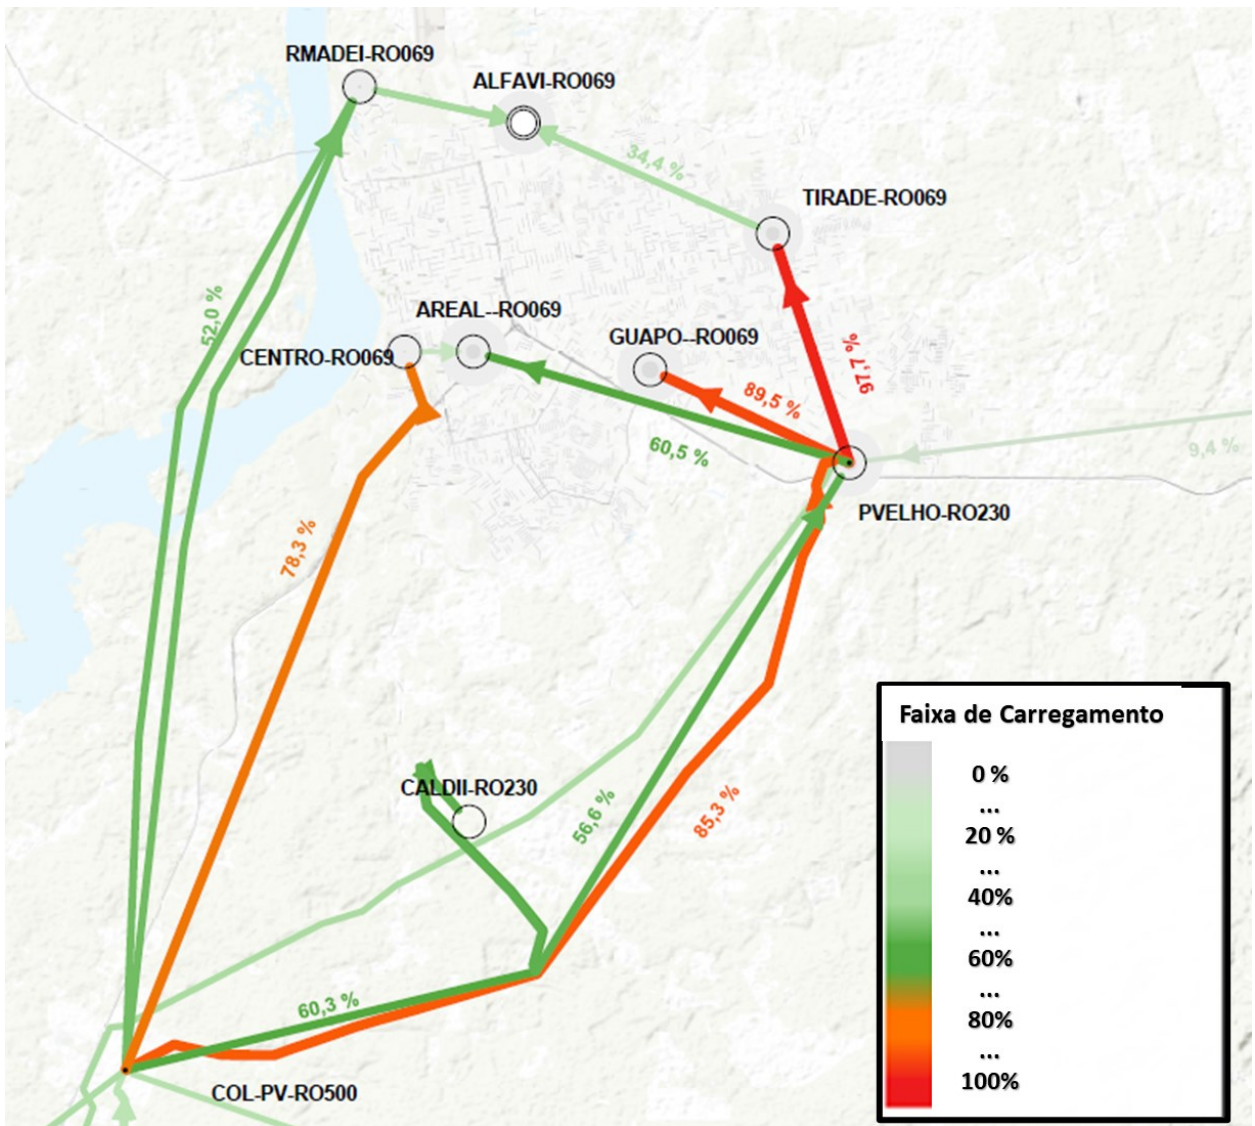 RMADEI-RO069
ALFAVI-RO069
34,4 %
TIRADE-RO069
52,0 %
AREAL--RO069
CENTRO-RO069
GUAPO--RO069
97,7 %
89,5 %
60,5 %
9,4 %
PVELHO-RO230
78,3 %
CALDII-RO230
56,6 %
85,3 %
60,3 %
COL-PV-RO500
Faixa de Carregamento
0 %
...
20 %
...
40%
...
60%
...
80%
...
100%